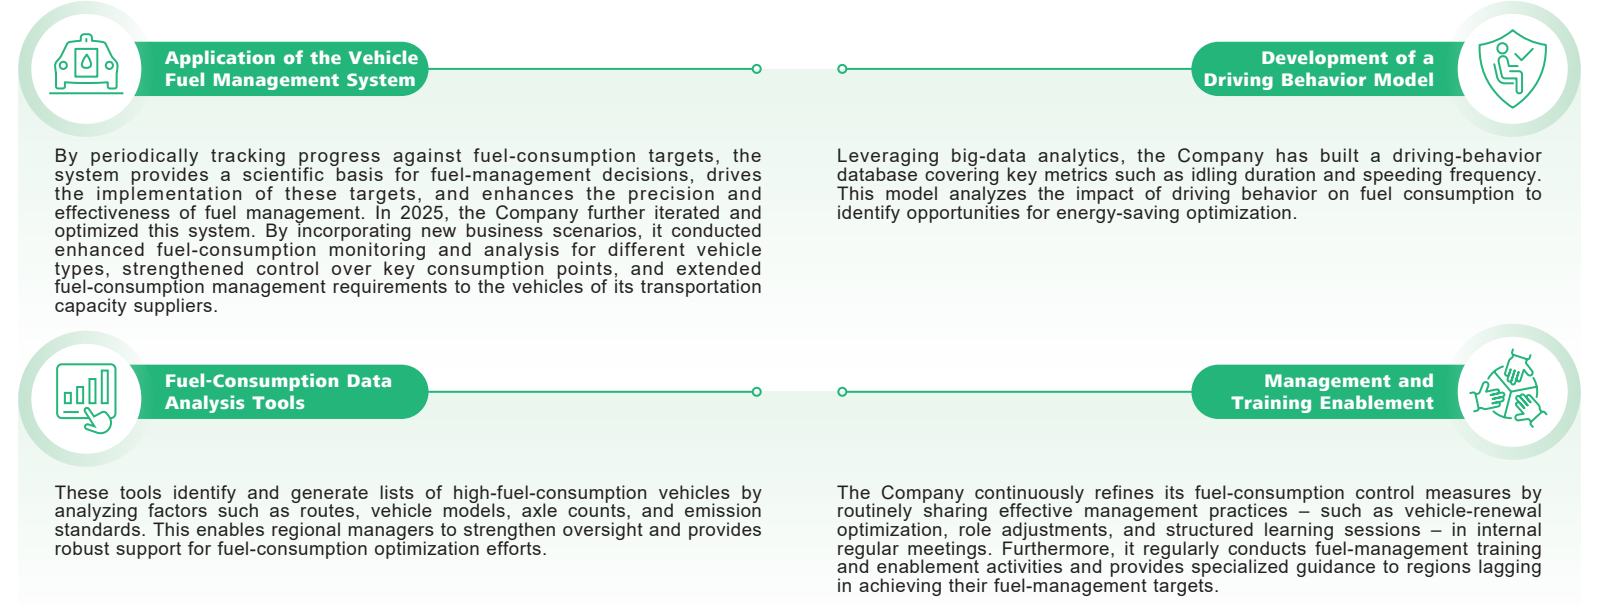 Application of the Vehicle
Fuel Management System
By periodically tracking progress against fuel-consumption targets, the
system provides a scientific basis for fuel-management decisions, drives
the implementation of these targets, and enhances the precision and
effectiveness of fuel management. In 2025, the Company further iterated and
optimized this system. By incorporating new business scenarios, it conducted
enhanced fuel-consumption monitoring and analysis for different vehicle
types, strengthened control over key consumption points, and extended
fuel-consumption management requirements to the vehicles of its transportation
capacity suppliers.
Development of a
Driving Behavior Model
Leveraging big-data analytics, the Company has built a driving-behavior
database covering key metrics such as idling duration and speeding frequency.
This model analyzes the impact of driving behavior on fuel consumption to
identify opportunities for energy-saving optimization.
Fuel-Consumption Data
Analysis Tools
These tools identify and generate lists of high-fuel-consumption vehicles by
analyzing factors such as routes, vehicle models, axle counts, and emission
standards. This enables regional managers to strengthen oversight and provides
robust support for fuel-consumption optimization efforts.
Management and
Training Enablement
The Company continuously refines its fuel-consumption control measures by
routinely sharing effective management practices – such as vehicle-renewal
optimization, role adjustments, and structured learning sessions – in internal
regular meetings. Furthermore, it regularly conducts fuel-management training
and enablement activities and provides specialized guidance to regions lagging
in achieving their fuel-management targets.